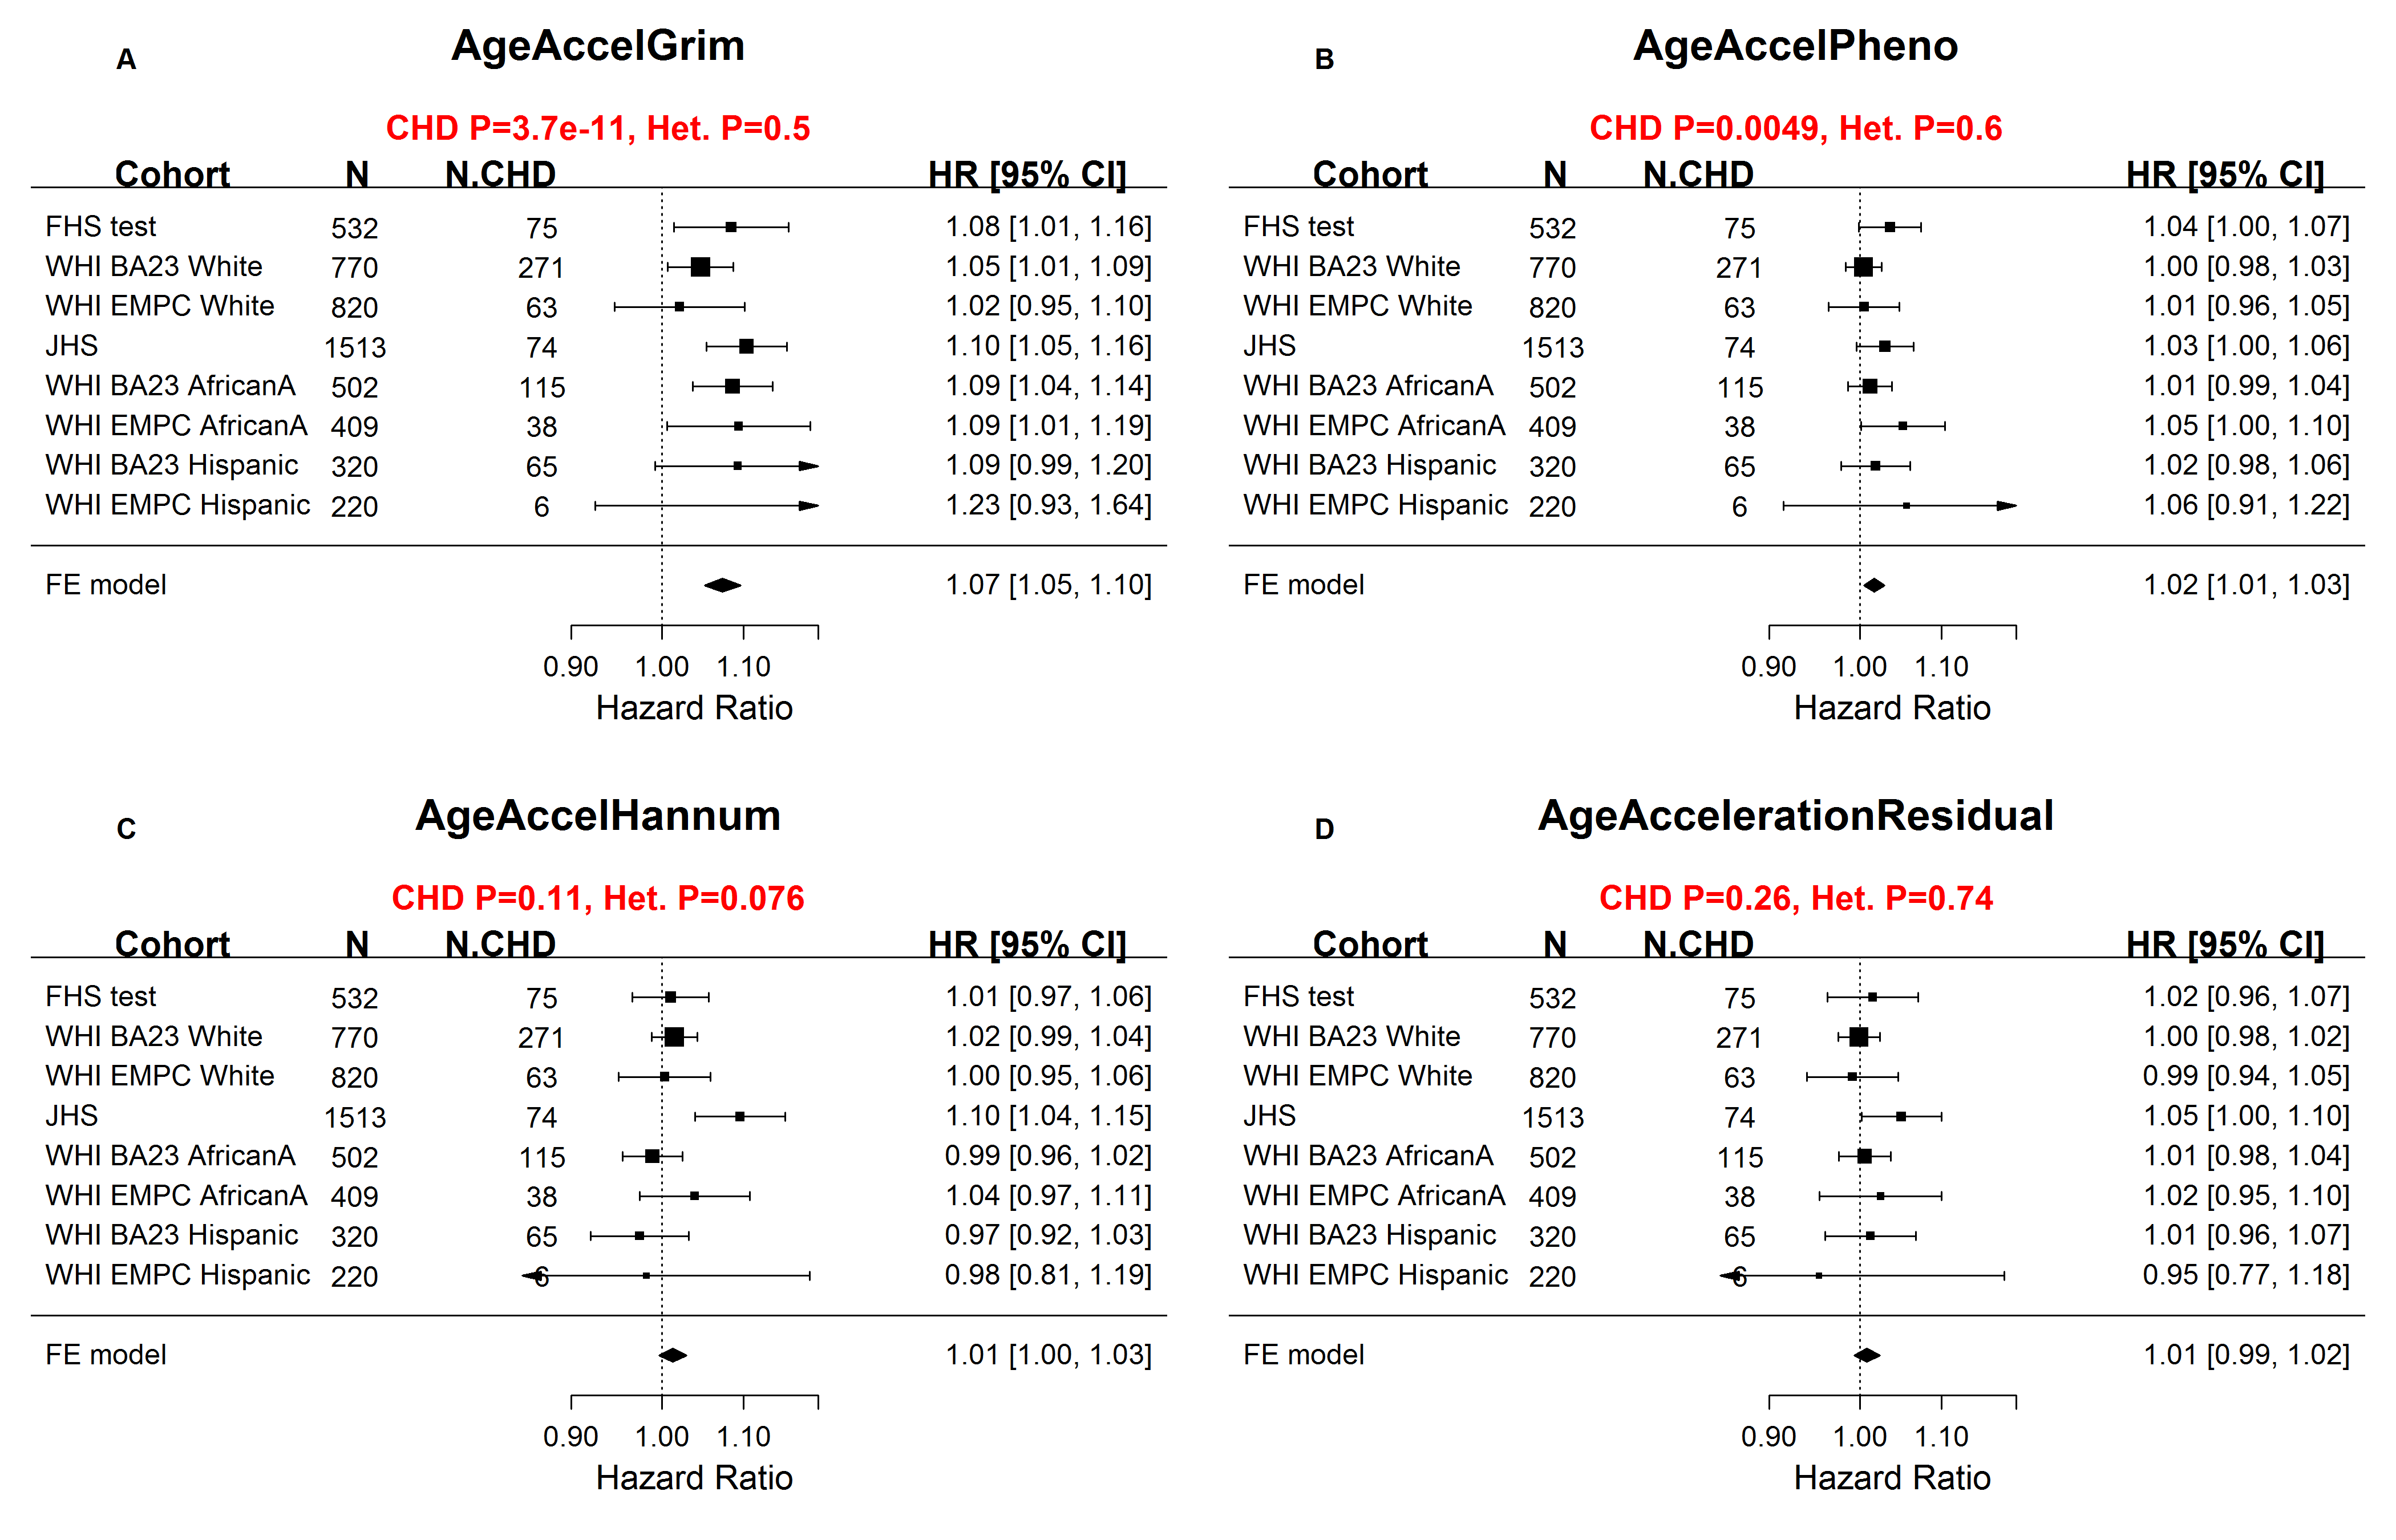 A
AgeAccelGrim
CHD P=3.7e-11, Het. P=0.5
Cohort N N.CHD HR [95% CI]
FHS test 532 75 1.08 [1.01, 1.16]
WHI BA23 White 770 271 1.05 [1.01, 1.09]
WHI EMPC White 820 63 1.02 [0.95, 1.10]
JHS 1513 74 1.10 [1.05, 1.16]
WHI BA23 AfricanA 502 115 1.09 [1.04, 1.14]
WHI EMPC AfricanA 409 38 1.09 [1.01, 1.19]
WHI BA23 Hispanic 320 65 1.09 [0.99, 1.20]
WHI EMPC Hispanic 220 6 1.23 [0.93, 1.64]
FE model 1.07 [1.05, 1.10]
0.90 1.00 1.10
Hazard Ratio
B
AgeAccelPheno
CHD P=0.0049, Het. P=0.6
Cohort N N.CHD HR [95% CI]
FHS test 532 75 1.04 [1.00, 1.07]
WHI BA23 White 770 271 1.00 [0.98, 1.03]
WHI EMPC White 820 63 1.01 [0.96, 1.05]
JHS 1513 74 1.03 [1.00, 1.06]
WHI BA23 AfricanA 502 115 1.01 [0.99, 1.04]
WHI EMPC AfricanA 409 38 1.05 [1.00, 1.10]
WHI BA23 Hispanic 320 65 1.02 [0.98, 1.06]
WHI EMPC Hispanic 220 6 1.06 [0.91, 1.22]
FE model 1.02 [1.01, 1.03]
0.90 1.00 1.10
Hazard Ratio
C
AgeAccelHannum
CHD P=0.11, Het. P=0.076
Cohort N N.CHD HR [95% CI]
FHS test 532 75 1.01 [0.97, 1.06]
WHI BA23 White 770 271 1.02 [0.99, 1.04]
WHI EMPC White 820 63 1.00 [0.95, 1.06]
JHS 1513 74 1.10 [1.04, 1.15]
WHI BA23 AfricanA 502 115 0.99 [0.96, 1.02]
WHI EMPC AfricanA 409 38 1.04 [0.97, 1.11]
WHI BA23 Hispanic 320 65 0.97 [0.92, 1.03]
WHI EMPC Hispanic 220 6 0.98 [0.81, 1.19]
FE model 1.01 [1.00, 1.03]
0.90 1.00 1.10
Hazard Ratio
D
AgeAccelerationResidual
CHD P=0.26, Het. P=0.74
Cohort N N.CHD HR [95% CI]
FHS test 532 75 1.02 [0.96, 1.07]
WHI BA23 White 770 271 1.00 [0.98, 1.02]
WHI EMPC White 820 63 0.99 [0.94, 1.05]
JHS 1513 74 1.05 [1.00, 1.10]
WHI BA23 AfricanA 502 115 1.01 [0.98, 1.04]
WHI EMPC AfricanA 409 38 1.02 [0.95, 1.10]
WHI BA23 Hispanic 320 65 1.01 [0.96, 1.07]
WHI EMPC Hispanic 220 6 0.95 [0.77, 1.18]
FE model 1.01 [0.99, 1.02]
0.90 1.00 1.10
Hazard Ratio